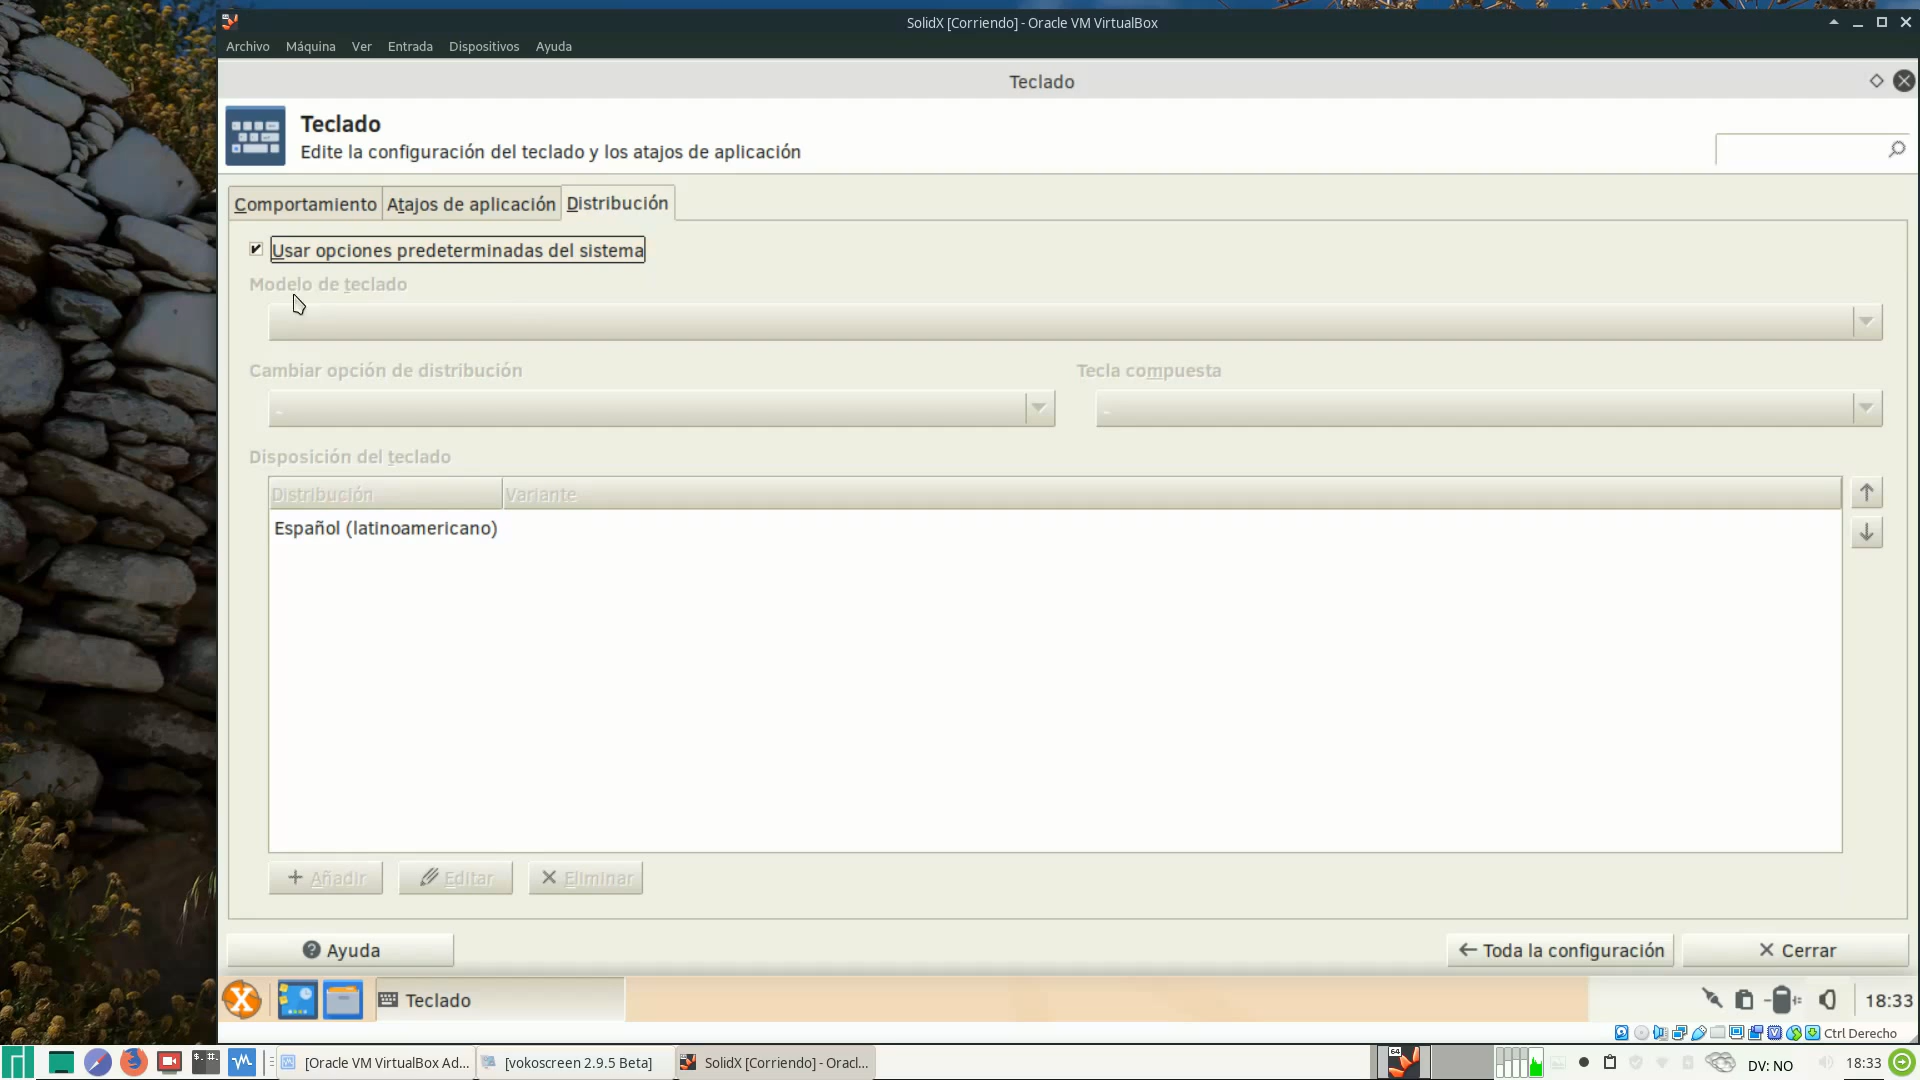 SolidX [Corriendo] - Oracle VM VirtualBox
Archivo Máquina Ver Entrada Dispositivos Ayuda
Teclado
Teclado
Edite la configuración del teclado y los atajos de aplicación
Comportamiento Atajos de aplicación Distribución
Usar opciones predeterminadas del sistema
Modelo de teclado
Cambiar opción de distribución Tecla compuesta
- -
Disposición del teclado
Distribución Variante
Español (latinoamericano)
Añadir Editar Eliminar
Ayuda Toda la configuración Cerrar
Teclado 18:33
Ctrl Derecho
[Oracle VM VirtualBox Ad... [vokoscreen 2.9.5 Beta] SolidX [Corriendo] - Oracl... 64 DV: NO 18:33